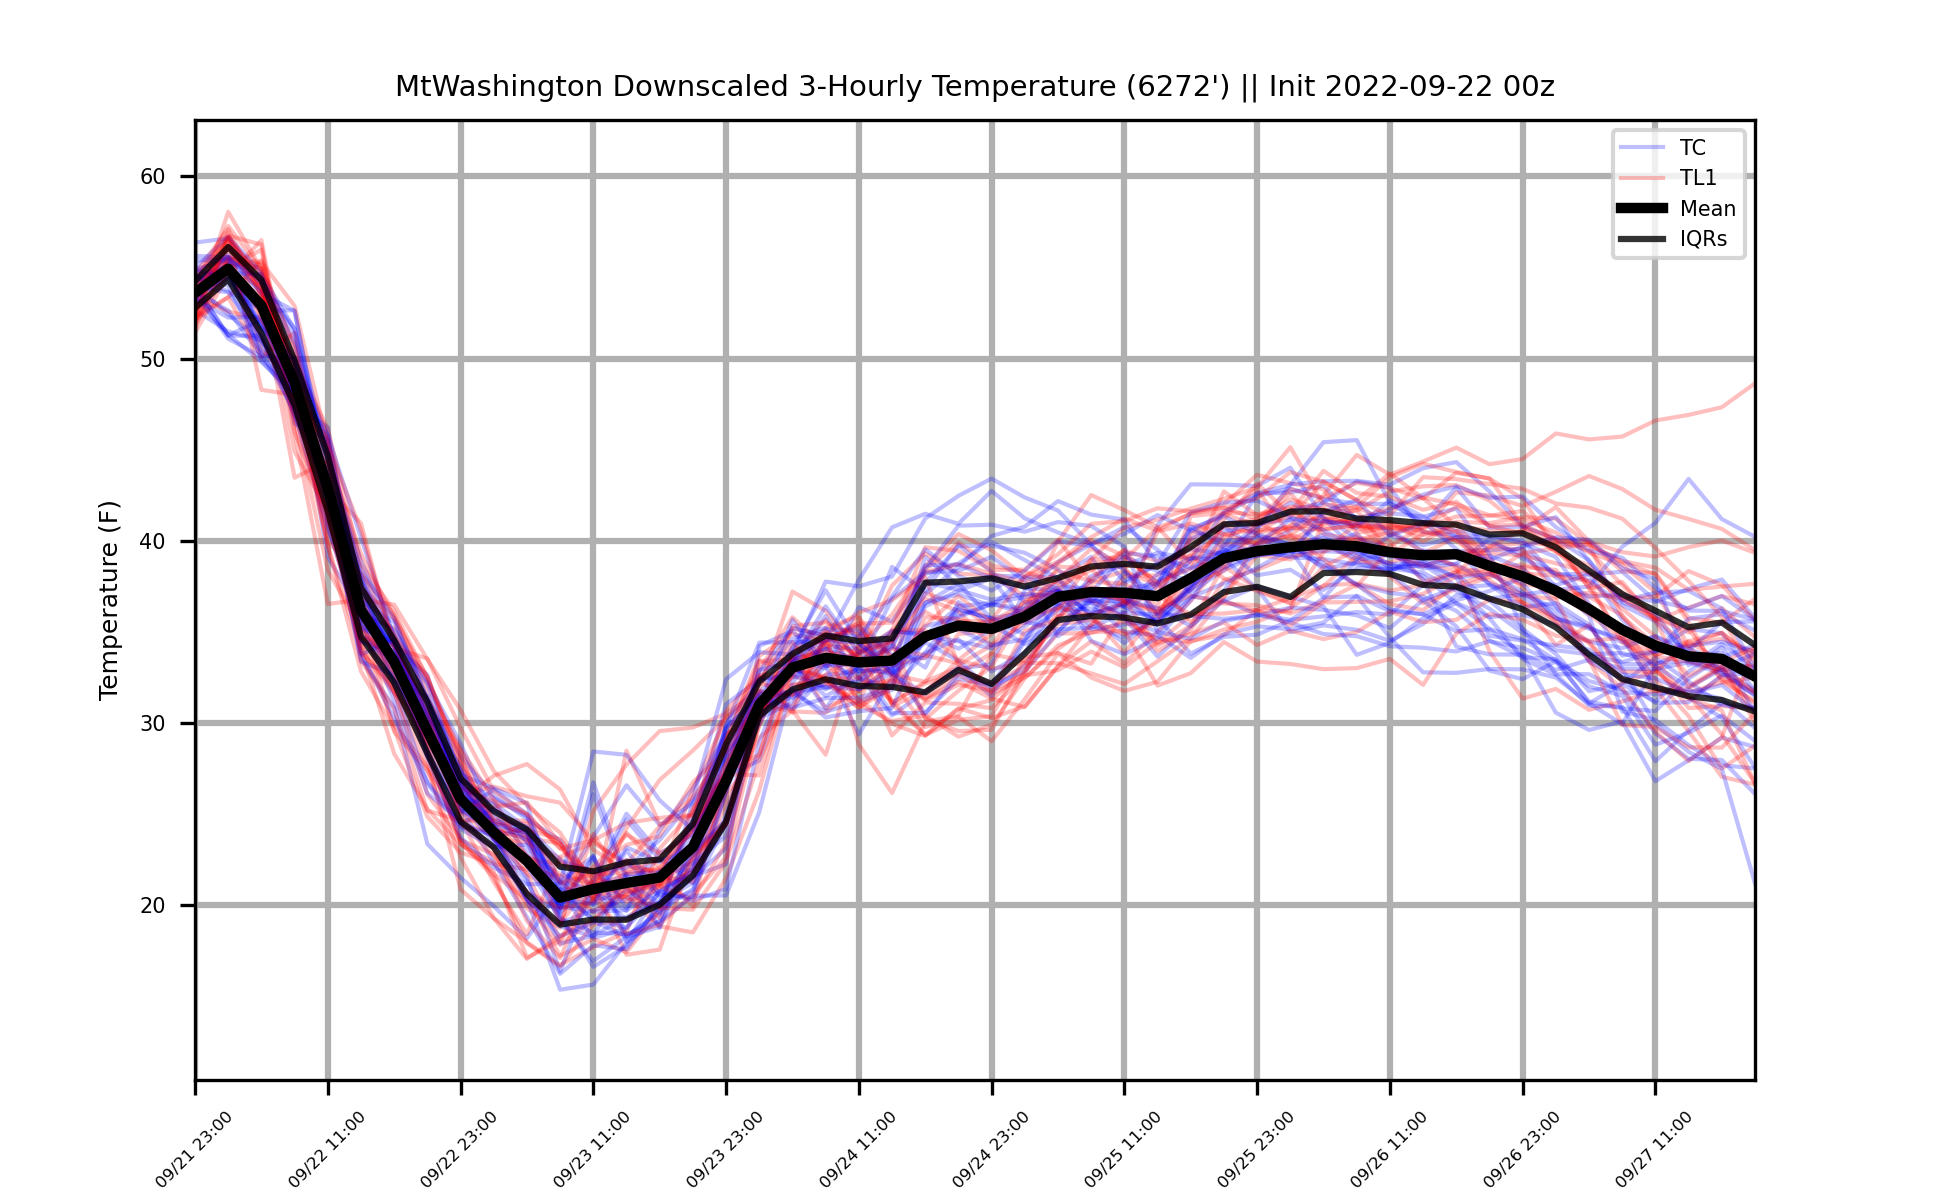 MtWashington Downscaled 3-Hourly Temperature (6272') || Init 2022-09-22 00z
TC
TL1
Mean
IQRs
Temperature (F)
60
50
40
30
20
09/21 23:00
09/22 11:00
09/22 23:00
09/23 11:00
09/23 23:00
09/24 11:00
09/24 23:00
09/25 11:00
09/25 23:00
09/26 11:00
09/26 23:00
09/27 11:00